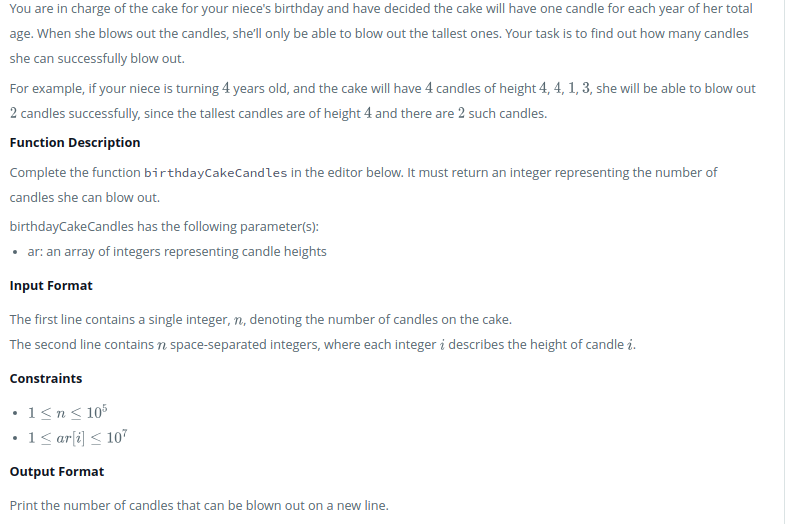 You are in charge of the cake for your niece's birthday and have decided the cake will have one candle for each year of her total
age. When she blows out the candles, she'll only be able to blow out the tallest ones. Your task is to find out how many candles
she can successfully blow out.
For example, if your niece is turning 4 years old, and the cake will have 4 candles of height 4, 4, 1, 3, she will be able to blow out
2 candles successfully, since the tallest candles are of height 4 and there are 2 such candles.
Function Description
Complete the function birthdayCakeCandles in the editor below. It must return an integer representing the number of
candles she can blow out.
birthdayCakeCandles has the following parameter(s):
• ar: an array of integers representing candle heights
Input Format
The first line contains a single integer, n, denoting the number of candles on the cake.
The second line contains n space-separated integers, where each integer i describes the height of candle i.
Constraints
• 1 ≤ n ≤ 10⁵
• 1 ≤ ar[i] ≤ 10⁷
Output Format
Print the number of candles that can be blown out on a new line.